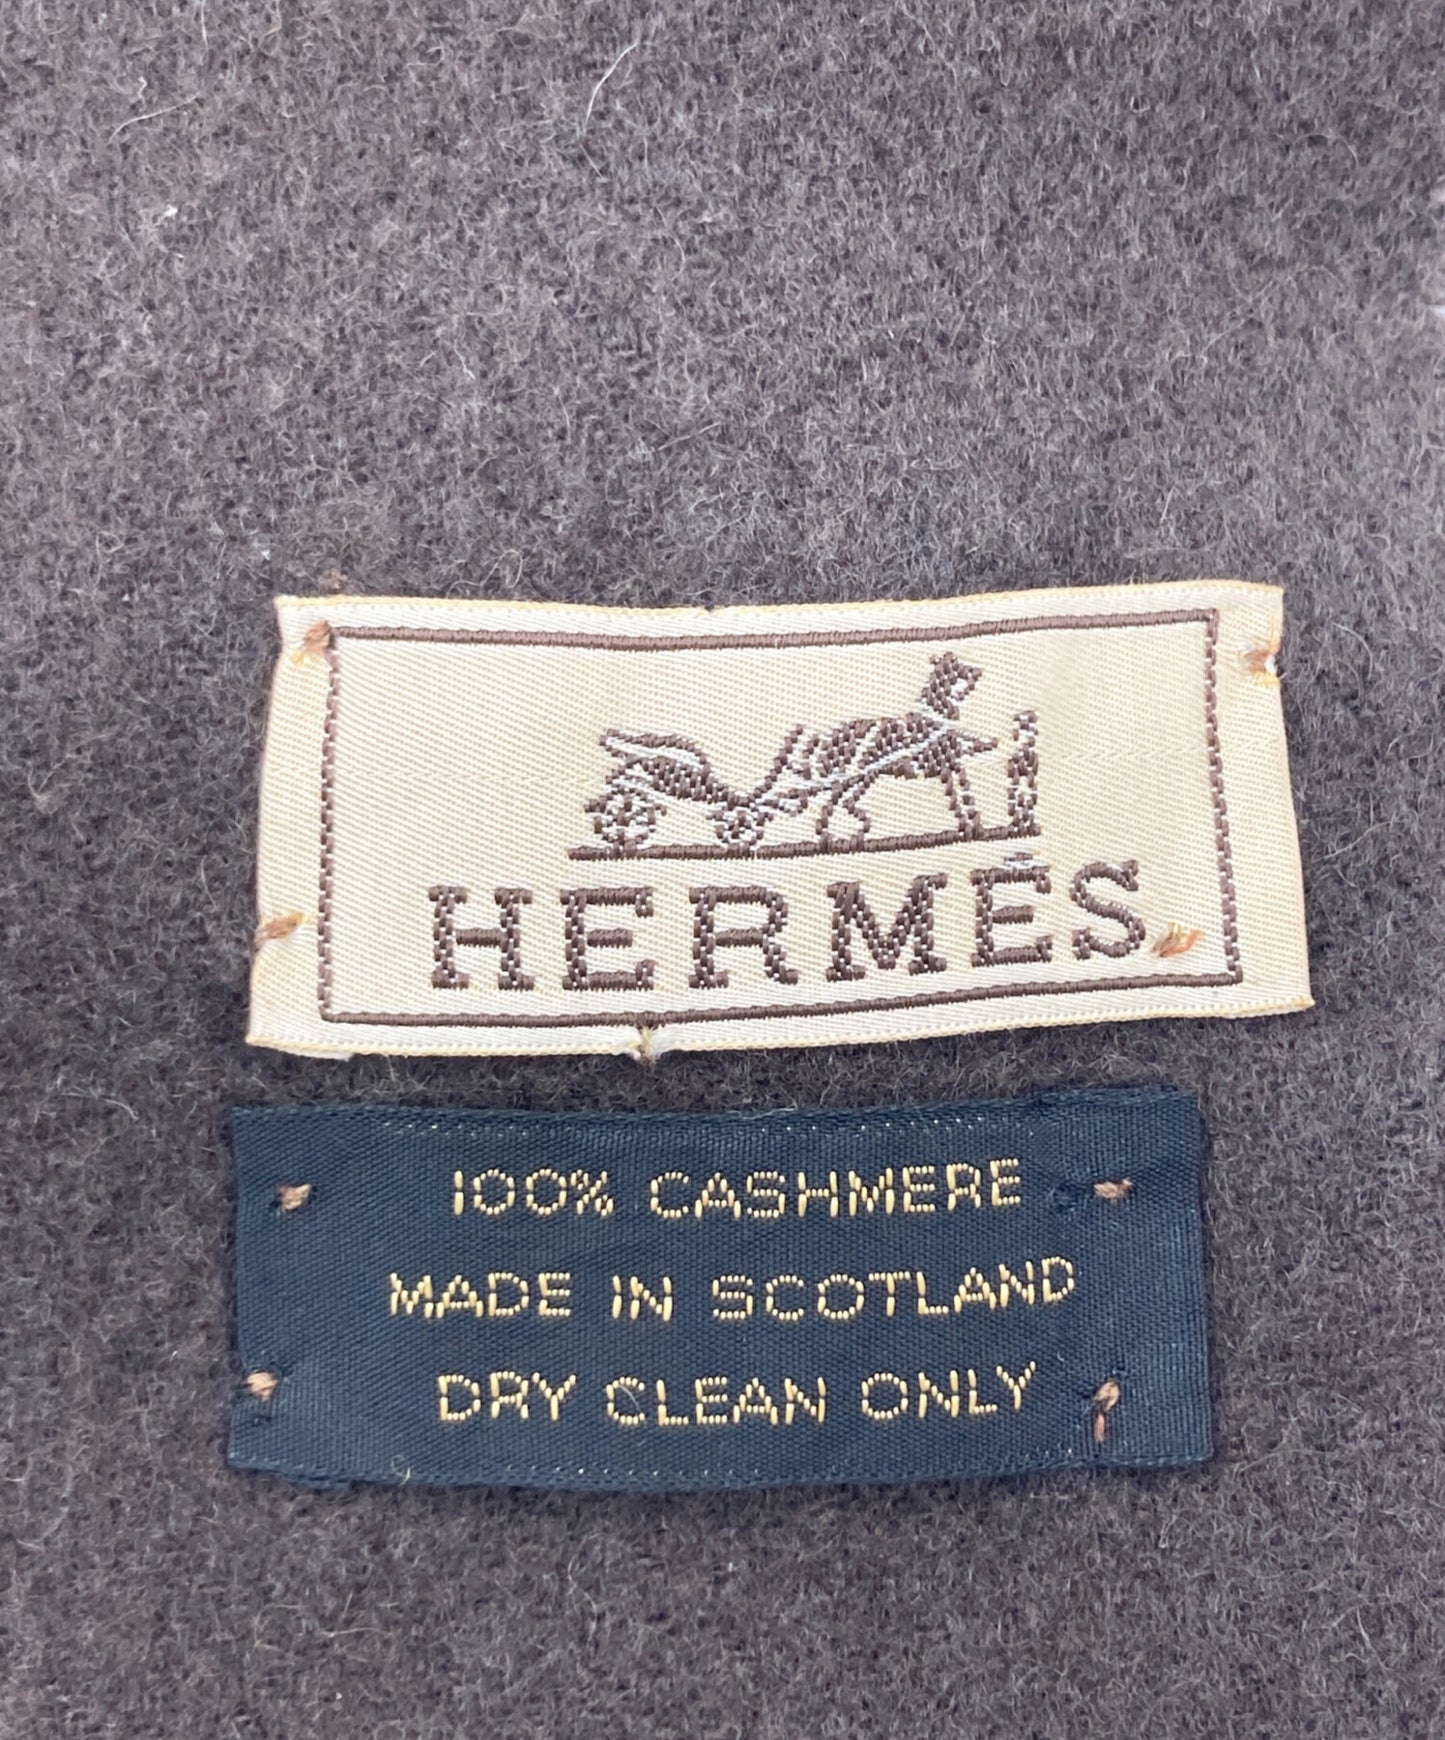 HERMÈS
100% CASHMERE
MADE IN SCOTLAND
DRY CLEAN ONLY